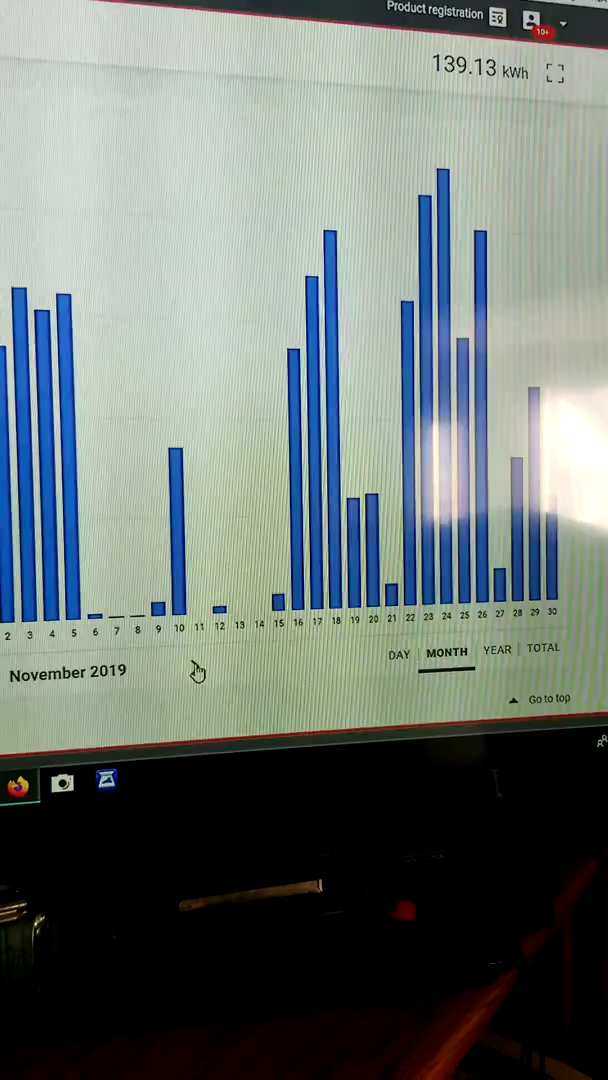 Product registration
10+
139.13 kWh
2 3 4 5 6 7 8 9 10 11 12 13 14 15 16 17 18 19 20 21 22 23 24 25 26 27 28 29 30
November 2019
DAY MONTH YEAR TOTAL
Go to top